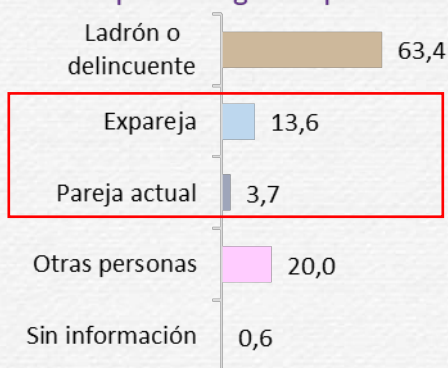 Ladrón o
delincuente 63,4
Expareja 13,6
Pareja actual 3,7
Otras personas 20,0
Sin información 0,6